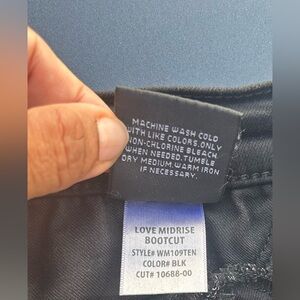 MACHINE WASH COLD
WITH LIKE COLORS. ONLY
NON-CHLORINE BLEACH
WHEN NEEDED. TUMBLE
DRY MEDIUM. WARM IRON
IF NECESSARY.
LOVE MIDRISE
BOOTCUT
STYLE# WM109TEN
COLOR# BLK
CUT# 10688-00